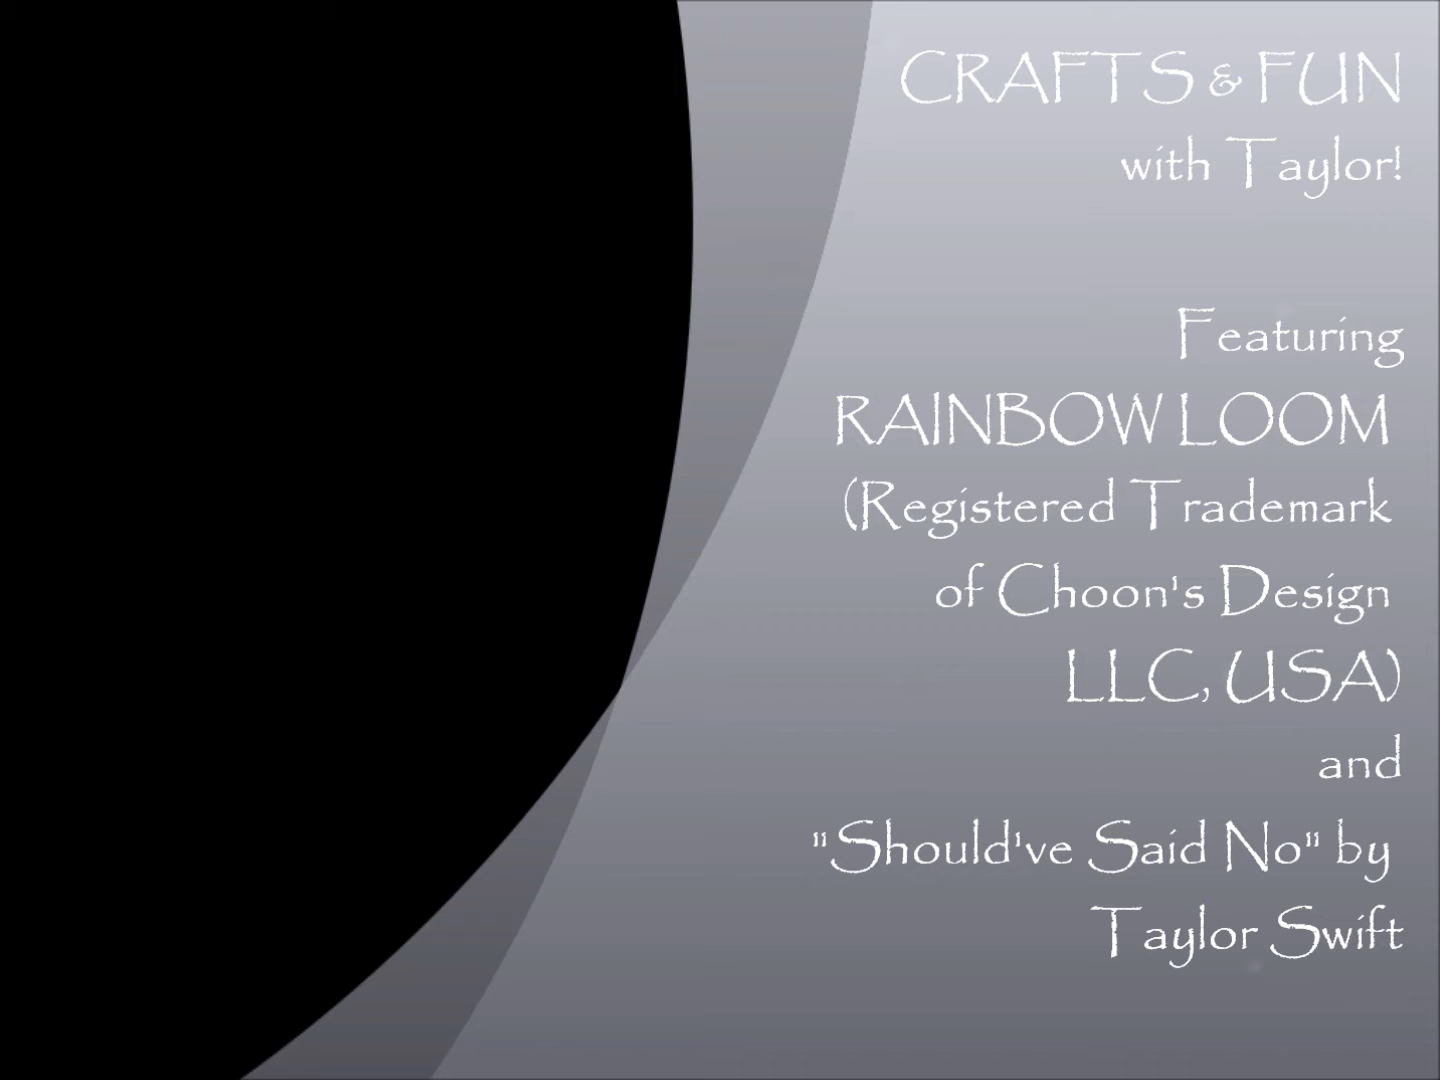 CRAFTS & FUN
with Taylor!
Featuring
RAINBOW LOOM
(Registered Trademark
of Choon's Design
LLC, USA)
and
"Should've Said No" by
Taylor Swift